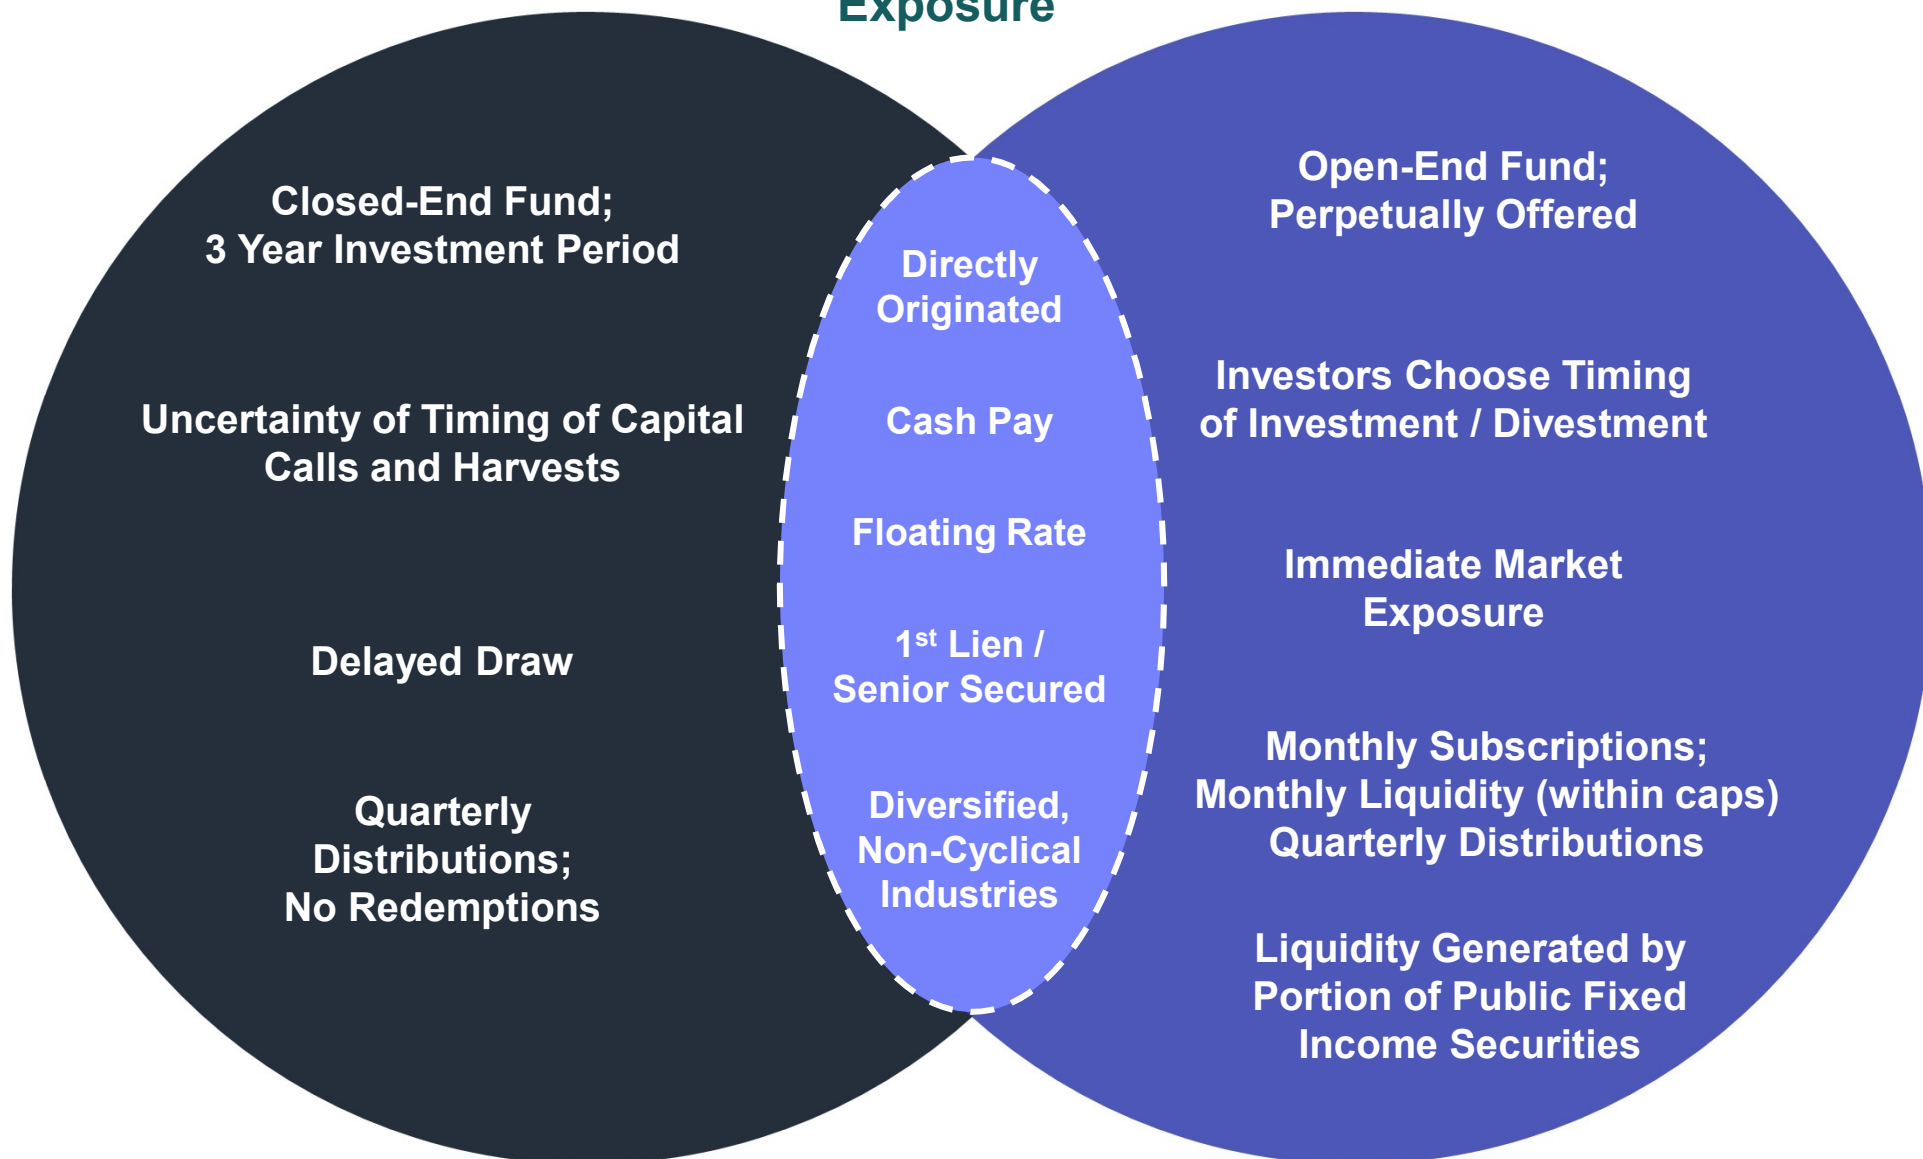 Exposure
Closed-End Fund;
3 Year Investment Period
Uncertainty of Timing of Capital
Calls and Harvests
Delayed Draw
Quarterly
Distributions;
No Redemptions
Directly
Originated
Cash Pay
Floating Rate
1st Lien /
Senior Secured
Diversified,
Non-Cyclical
Industries
Open-End Fund;
Perpetually Offered
Investors Choose Timing
of Investment / Divestment
Immediate Market
Exposure
Monthly Subscriptions;
Monthly Liquidity (within caps)
Quarterly Distributions
Liquidity Generated by
Portion of Public Fixed
Income Securities